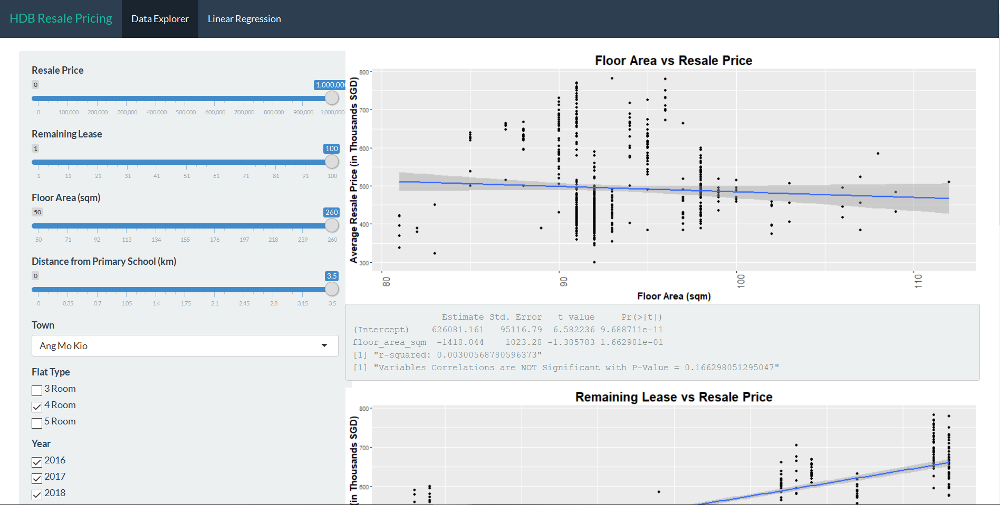 HDB Resale Pricing Data Explorer Linear Regression
Resale Price
0 1,000,000
0 100,000 200,000 300,000 400,000 500,000 600,000 700,000 800,000 900,000 1,000,000
Remaining Lease
1 100
1 11 21 31 41 51 61 71 81 91 100
Floor Area (sqm)
50 260
50 71 92 113 134 155 176 197 218 239 260
Distance from Primary School (km)
0 3.5
0 0.35 0.7 1.05 1.4 1.75 2.1 2.45 2.8 3.15 3.5
Town
Ang Mo Kio
Flat Type
3 Room
4 Room
5 Room
Year
2016
2017
2018
Floor Area vs Resale Price
Average Resale Price (in Thousands SGD)
800
700
600
500
400
300
80 90 100 110
Floor Area (sqm)
Estimate Std. Error t value Pr(>|t|)
(Intercept) 626081.161 95116.79 6.582236 9.688711e-11
floor_area_sqm -1418.044 1023.28 -1.385783 1.662981e-01
[1] "r-squared: 0.00300568780596373"
[1] "Variables Correlations are NOT Significant with P-Value = 0.166298051295047"
Remaining Lease vs Resale Price
(in Thousands SGD)
800
700
600